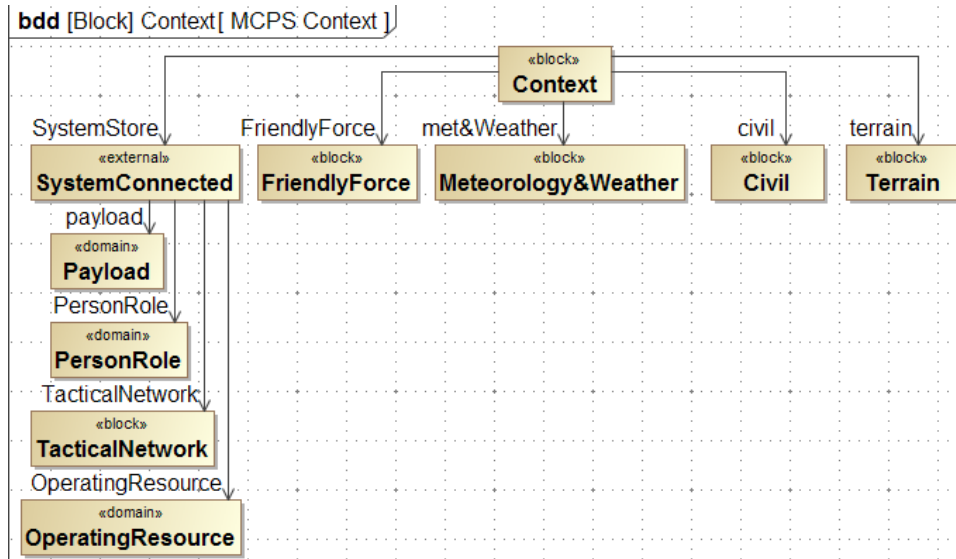 bdd [Block] Context[ MCPS Context ]
«block»
Context
SystemStore
FriendlyForce
met&Weather
civil
terrain
«external»
SystemConnected
«block»
FriendlyForce
«block»
Meteorology&Weather
«block»
Civil
«block»
Terrain
payload
«domain»
Payload
PersonRole
«domain»
PersonRole
TacticalNetwork
«block»
TacticalNetwork
OperatingResource
«domain»
OperatingResource